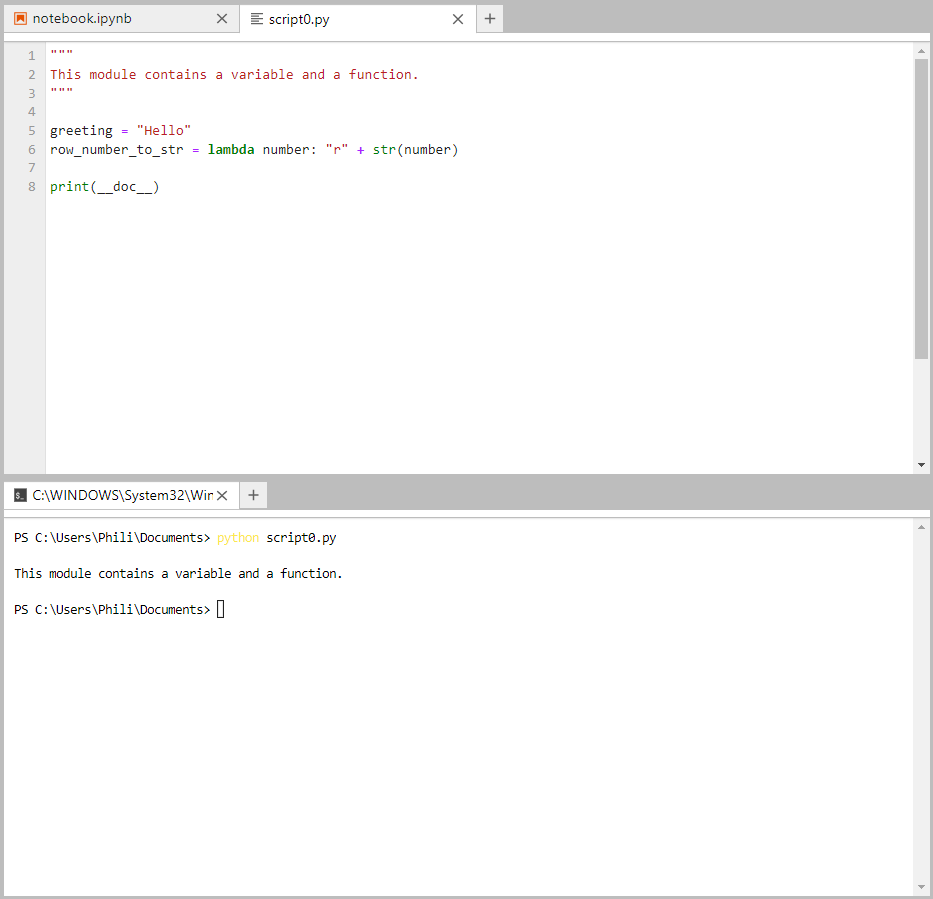 notebook.ipynb
script0.py
1 """
2 This module contains a variable and a function.
3 """
4
5 greeting = "Hello"
6 row_number_to_str = lambda number: "r" + str(number)
7
8 print(__doc__)
C:\WINDOWS\System32\Wir
PS C:\Users\Phili\Documents> python script0.py
This module contains a variable and a function.
PS C:\Users\Phili\Documents>